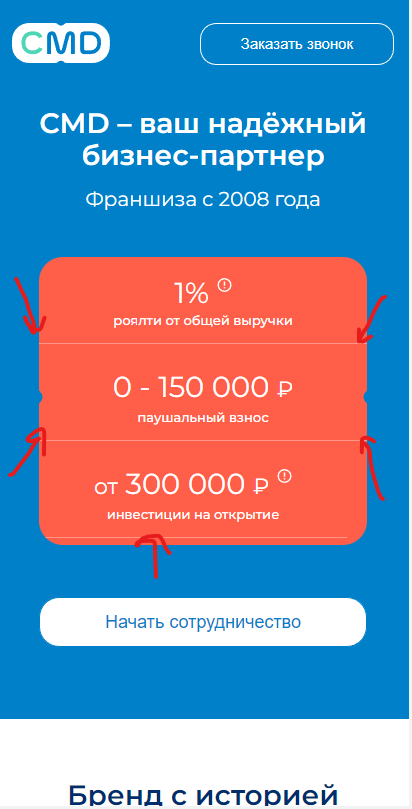 CMD
Заказать звонок
CMD – ваш надёжный
бизнес-партнер
Франшиза с 2008 года
1%
роялти от общей выручки
0 - 150 000 ₽
паушальный взнос
от 300 000 ₽
инвестиции на открытие
Начать сотрудничество
Бренд с историей